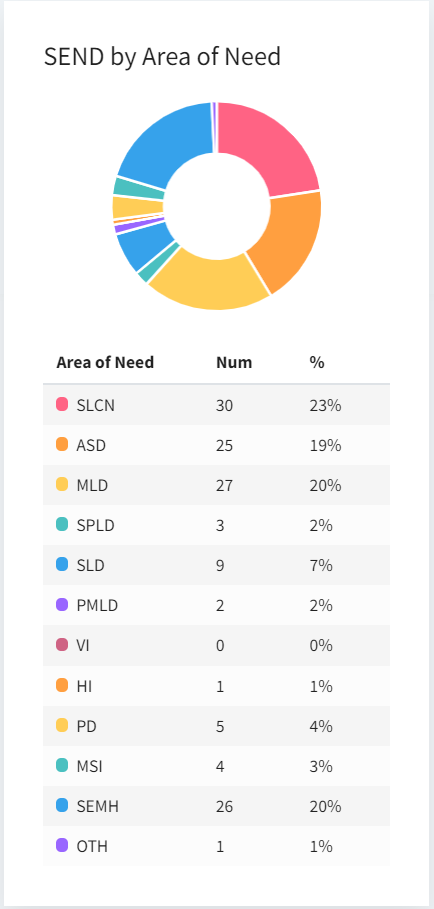 SEND by Area of Need
Area of Need Num %
SLCN 30 23%
ASD 25 19%
MLD 27 20%
SPLD 3 2%
SLD 9 7%
PMLD 2 2%
VI 0 0%
HI 1 1%
PD 5 4%
MSI 4 3%
SEMH 26 20%
OTH 1 1%